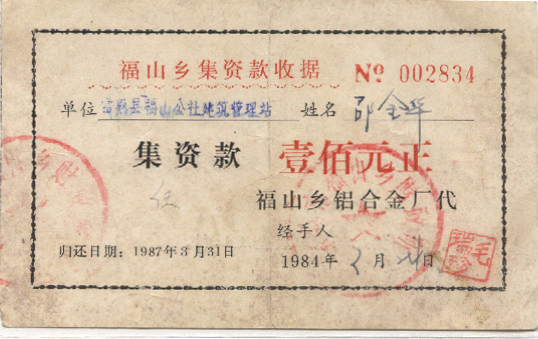 福山乡集资款收据 № 002834
单位 福山公社建筑管理站 姓名 邵金平
集资款 壹佰元正
福山乡铝合金厂代
经手人
归还日期：1987年3月31日 1984年 2月 日